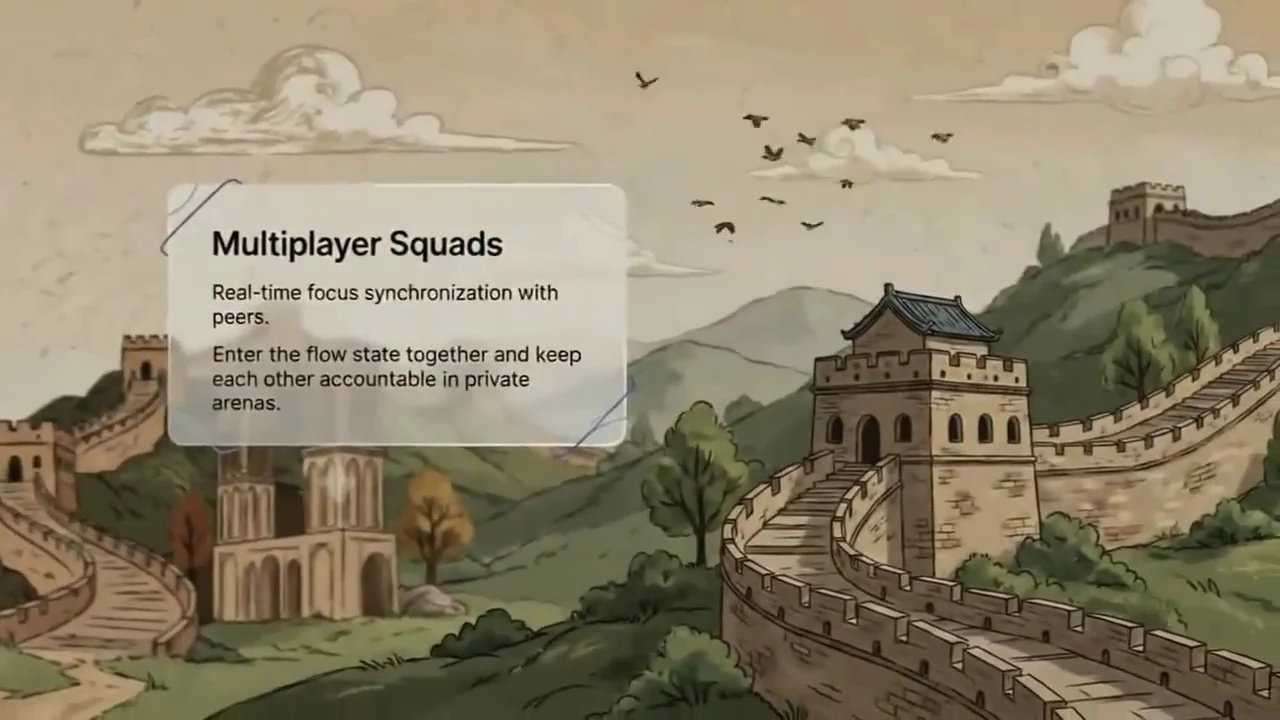 Multiplayer Squads
Real-time focus synchronization with
peers.
Enter the flow state together and keep
each other accountable in private
arenas.